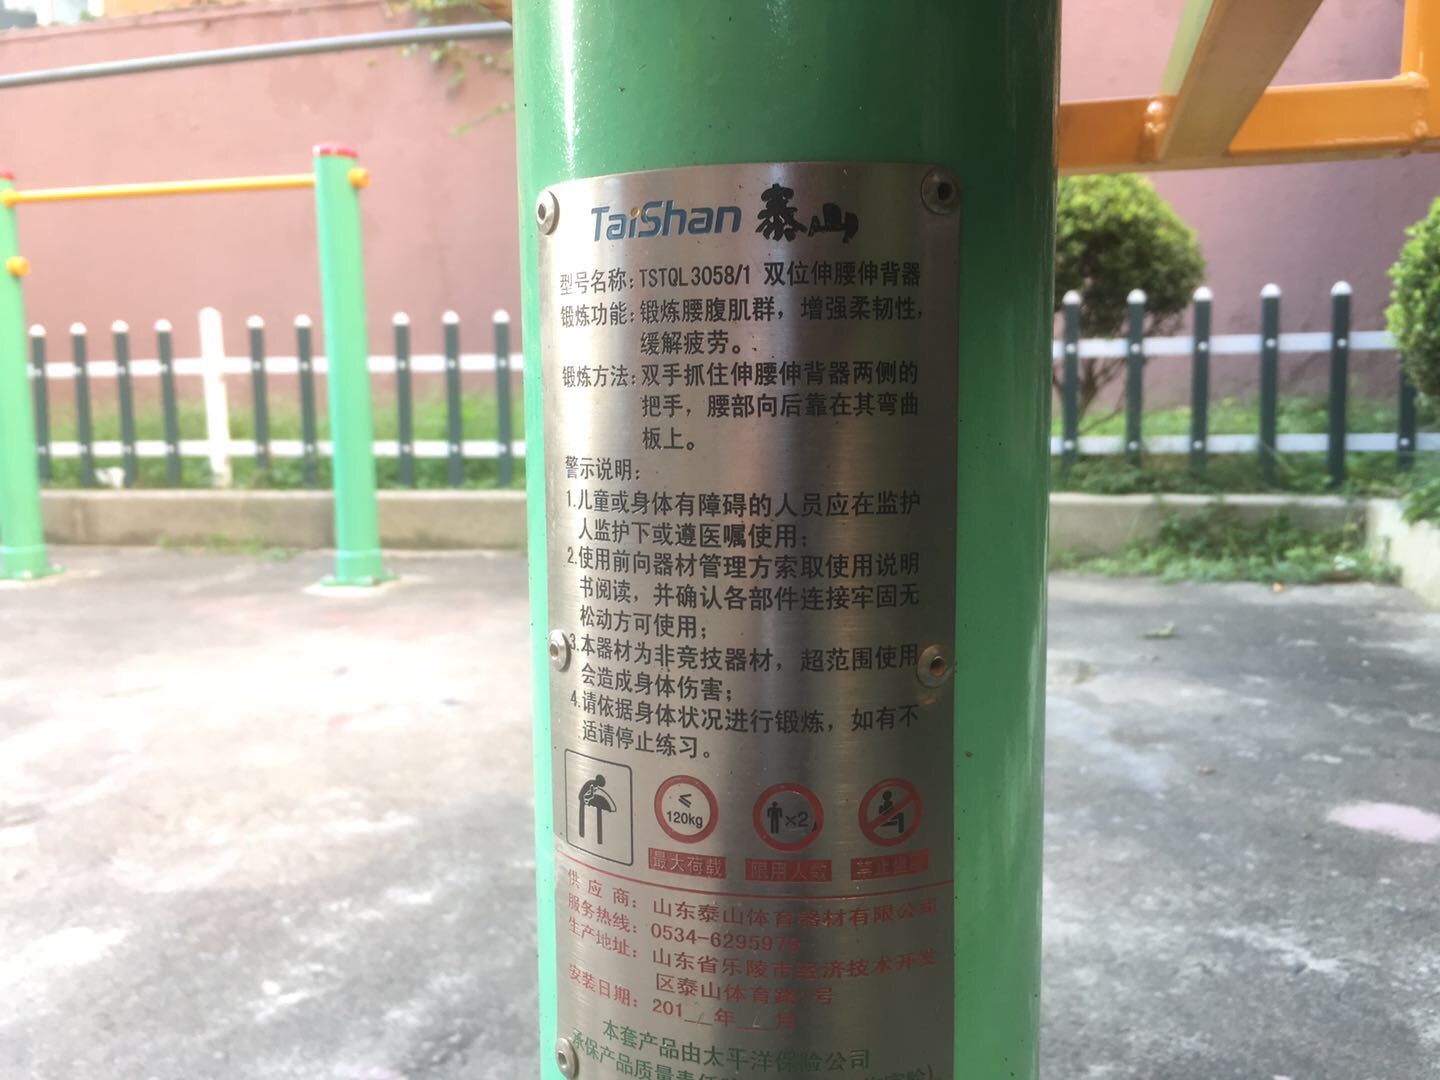 TaiShan 泰山
型号名称：TSTQL3058/1 双位伸腰伸背器
锻炼功能：锻炼腰腹肌群，增强柔韧性，
缓解疲劳。
锻炼方法：双手抓住伸腰伸背器两侧的
把手，腰部向后靠在其弯曲
板上。
警示说明：
1.儿童或身体有障碍的人员应在监护
人监护下或遵医嘱使用；
2.使用前向器材管理方索取使用说明
书阅读，并确认各部件连接牢固无
松动方可使用；
3.本器材为非竞技器材，超范围使用
会造成身体伤害；
4.请依据身体状况进行锻炼，如有不
适请停止练习。
≤
120kg
×2
最大荷载 限用人数 禁止
供应商：山东泰山体育器材有限公司
服务热线：0534-6295979
生产地址：山东省乐陵市经济技术开发
区泰山体育路 号
安装日期：201 年 月
本套产品由太平洋保险公司
承保产品质量责任